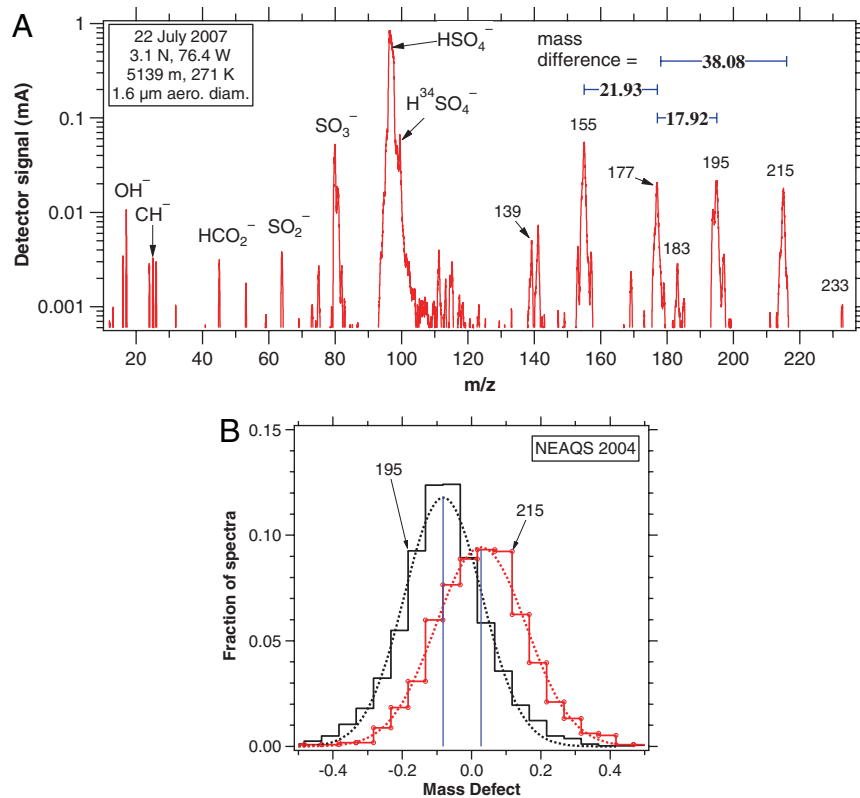 A
22 July 2007
3.1 N, 76.4 W
5139 m, 271 K
1.6 µm aero. diam.
HSO₄⁻
mass
difference =
38.08
21.93
17.92
H³⁴SO₄⁻
SO₃⁻
OH⁻
CH⁻
HCO₂⁻
SO₂⁻
139
155
177
183
195
215
233
Detector signal (mA)
1
0.1
0.01
0.001
20 40 60 80 100 120 140 160 180 200 220
m/z
B
NEAQS 2004
195
215
Fraction of spectra
0.15
0.10
0.05
0.00
-0.4 -0.2 0.0 0.2 0.4
Mass Defect